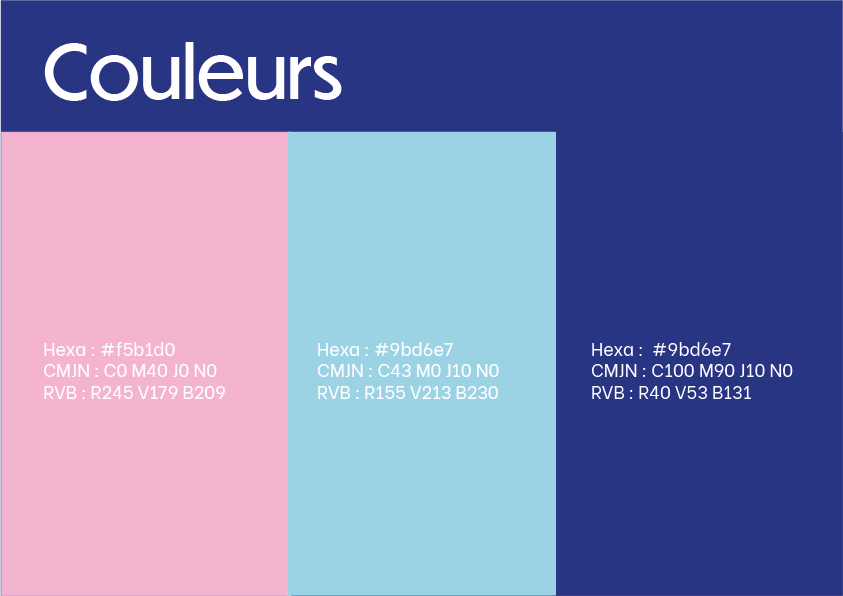 Couleurs
Hexa : #f5b1d0
CMJN : C0 M40 J0 N0
RVB : R245 V179 B209
Hexa : #9bd6e7
CMJN : C43 M0 J10 N0
RVB : R155 V213 B230
Hexa :  #9bd6e7
CMJN : C100 M90 J10 N0
RVB : R40 V53 B131